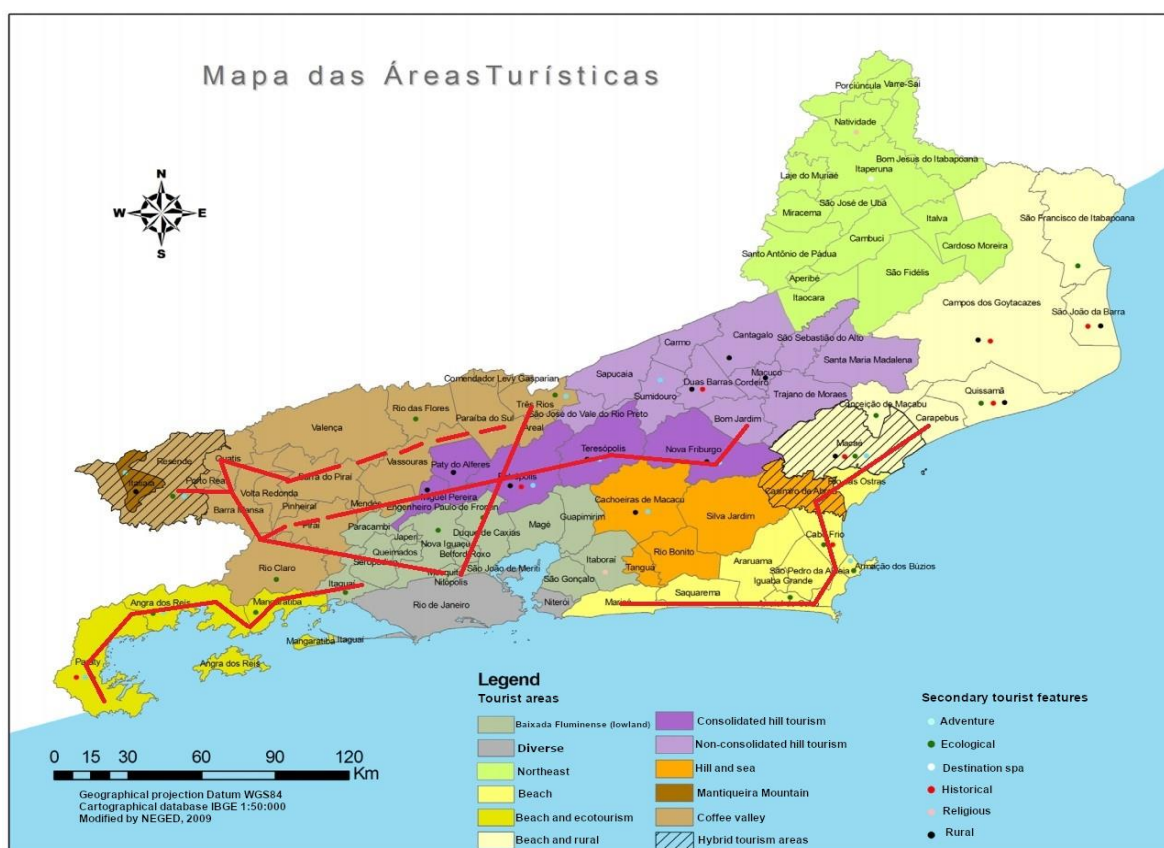 Mapa das ÁreasTurísticas
N
W E
S
Porciúncula
Varre-Sai
Natividade
Bom Jesus do Itabapoana
Itaperuna
Laje do Muriaé
São José de Ubá
Miracema
Italva
São Francisco de Itabapoana
Cambuci
Cardoso Moreira
Santo Antônio de Pádua
São Fidélis
Aperibé
Itaocara
Campos dos Goytacazes
São João da Barra
Cantagalo
São Sebastião do Alto
Carmo
Santa Maria Madalena
Sapucaia
Macuco
Duas Barras
Cordeiro
Comendador Levy Gasparian
Sumidouro
Trajano de Moraes
Quissamã
Três Rios
Conceição de Macabu
Rio das Flores
São José do Vale do Rio Preto
Carapebus
Paraíba do Sul
Bom Jardim
Valença
Areal
Macaé
Teresópolis
Nova Friburgo
Quatis
Resende
Vassouras
Paty do Alferes
Itatiaia
Barra do Piraí
Porto Real
Volta Redonda
Miguel Pereira
Cachoeiras de Macacu
Mendes
Pinheiral
Barra Mansa
Engenheiro Paulo de Frontin
Silva Jardim
Piraí
Paracambi
Magé
Guapimirim
Duque de Caxias
Japeri
Nova Iguaçu
Cabo Frio
Queimados
Belford Roxo
Itaboraí
Rio Bonito
Seropédica
Araruama
Rio Claro
São João de Meriti
Tanguá
Armação dos Búzios
São Pedro da Aldeia
Nilópolis
São Gonçalo
Iguaba Grande
Itaguaí
Saquarema
Angra dos Reis
Mangaratiba
Rio de Janeiro
Niterói
Maricá
Mangaratiba
Itaguaí
Paraty
Angra dos Reis
Legend
Tourist areas
Baixada Fluminense (lowland)
Diverse
Northeast
Beach
Beach and ecotourism
Beach and rural
Consolidated hill tourism
Non-consolidated hill tourism
Hill and sea
Mantiqueira Mountain
Coffee valley
Hybrid tourism areas
Secondary tourist features
Adventure
Ecological
Destination spa
Historical
Religious
Rural
0 15 30 60 90 120
Km
Geographical projection Datum WGS84
Cartographical database IBGE 1:50:000
Modified by NEGED, 2009